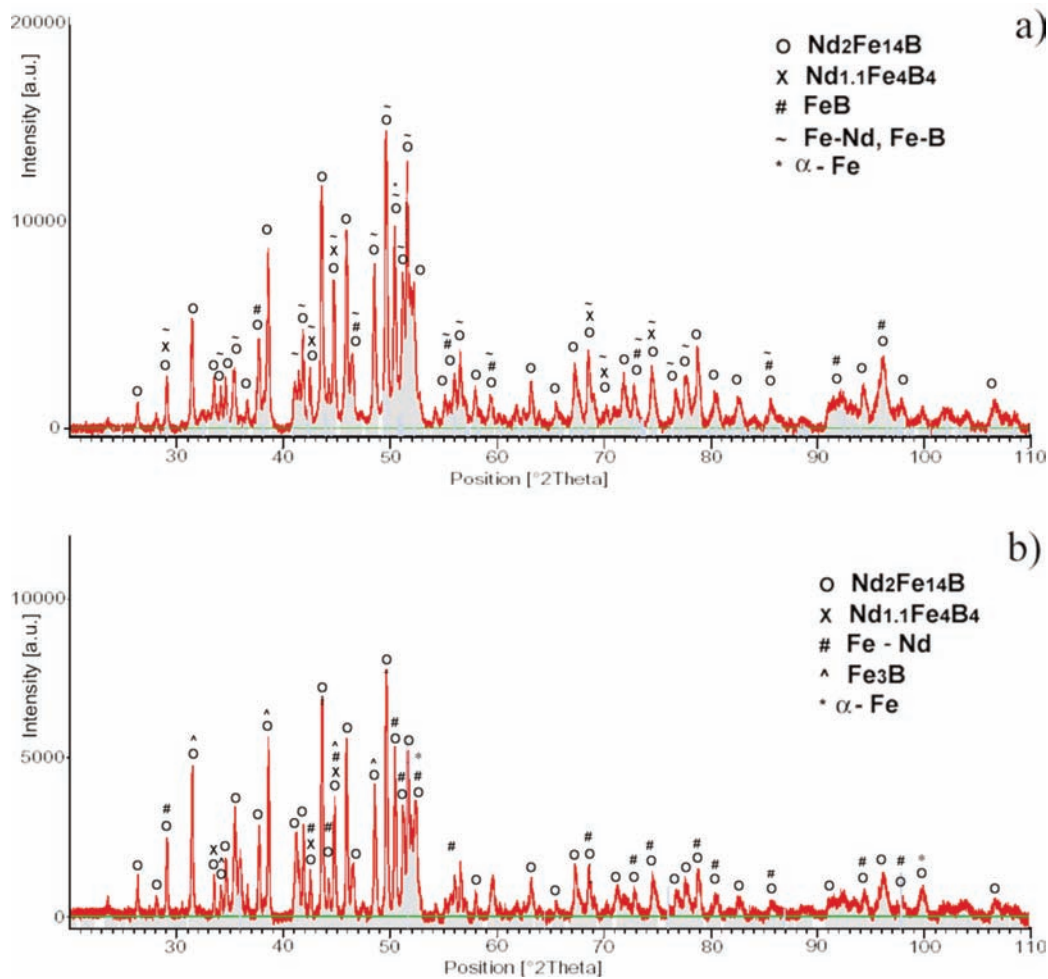 a)
20000
10000
0
Intensity [a.u.]
O Nd2Fe14B
X Nd1.1Fe4B4
# FeB
~ Fe-Nd, Fe-B
* α - Fe
30 40 50 60 70 80 90 100 110
Position [°2Theta]
b)
10000
5000
0
Intensity [a.u.]
O Nd2Fe14B
X Nd1.1Fe4B4
# Fe - Nd
^ Fe3B
* α - Fe
30 40 50 60 70 80 90 100 110
Position [°2Theta]